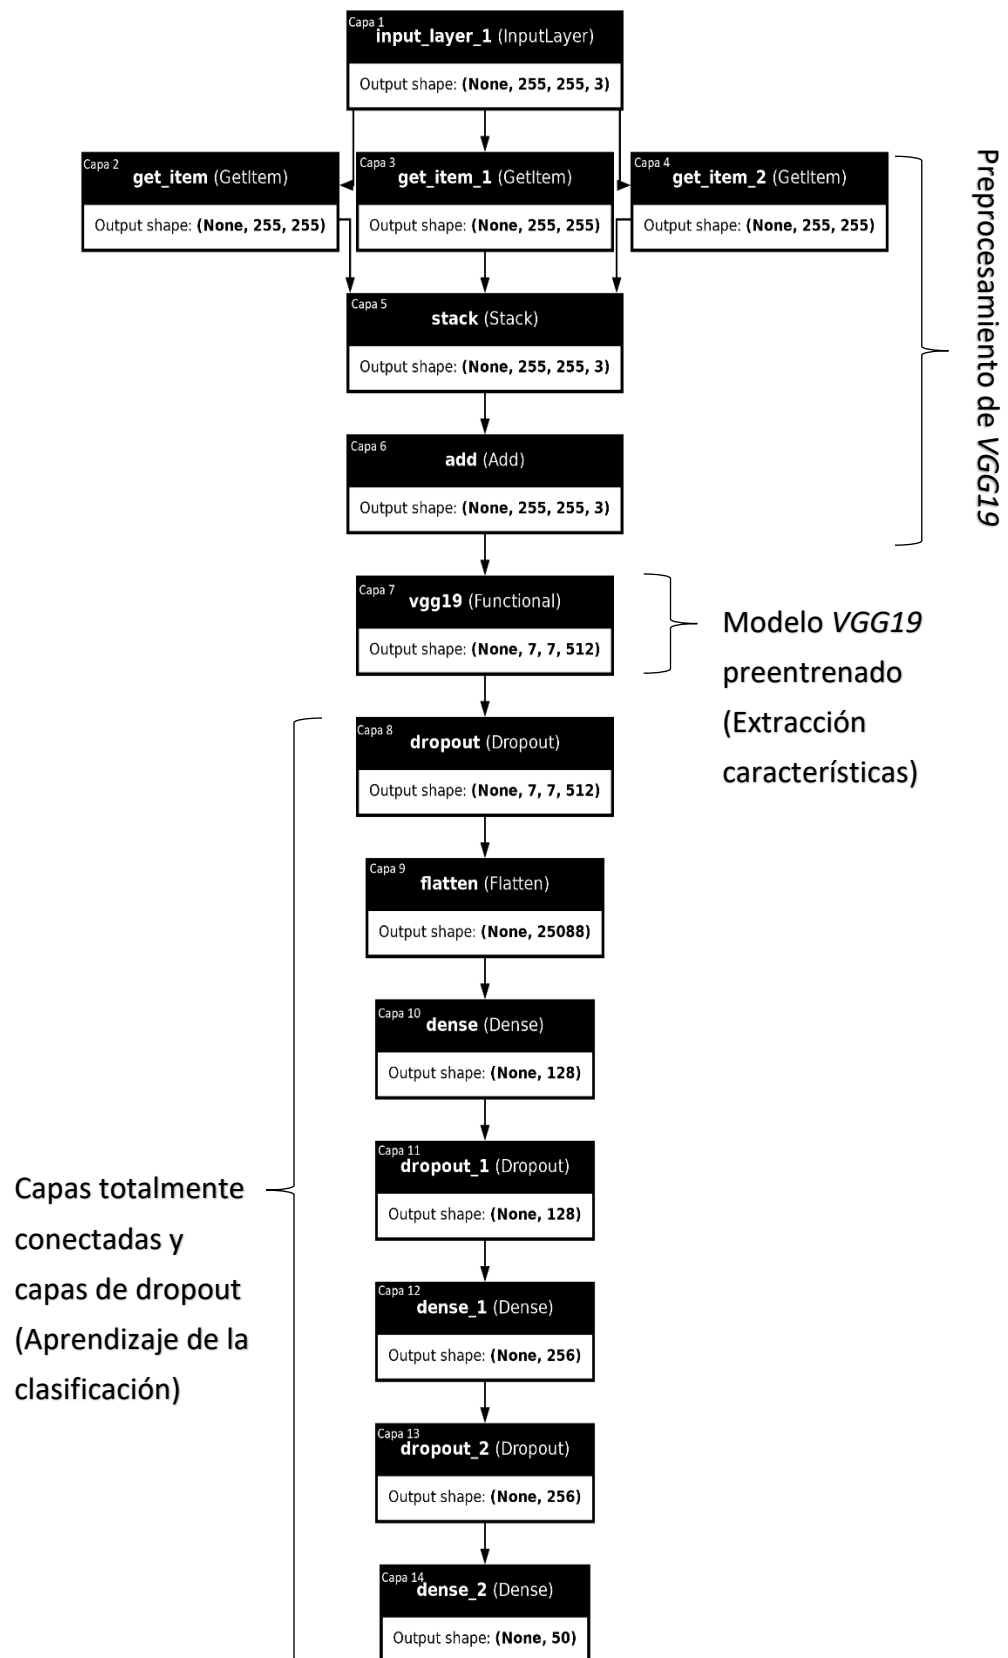 Capa 1
input_layer_1 (InputLayer)
Output shape: (None, 255, 255, 3)
Capa 2
get_item (GetItem)
Output shape: (None, 255, 255)
Capa 3
get_item_1 (GetItem)
Output shape: (None, 255, 255)
Capa 4
get_item_2 (GetItem)
Output shape: (None, 255, 255)
Capa 5
stack (Stack)
Output shape: (None, 255, 255, 3)
Capa 6
add (Add)
Output shape: (None, 255, 255, 3)
Preprocesamiento de VGG19
Capa 7
vgg19 (Functional)
Output shape: (None, 7, 7, 512)
Modelo VGG19
preentrenado
(Extracción
características)
Capa 8
dropout (Dropout)
Output shape: (None, 7, 7, 512)
Capa 9
flatten (Flatten)
Output shape: (None, 25088)
Capa 10
dense (Dense)
Output shape: (None, 128)
Capa 11
dropout_1 (Dropout)
Output shape: (None, 128)
Capa 12
dense_1 (Dense)
Output shape: (None, 256)
Capa 13
dropout_2 (Dropout)
Output shape: (None, 256)
Capa 14
dense_2 (Dense)
Output shape: (None, 50)
Capas totalmente
conectadas y
capas de dropout
(Aprendizaje de la
clasificación)